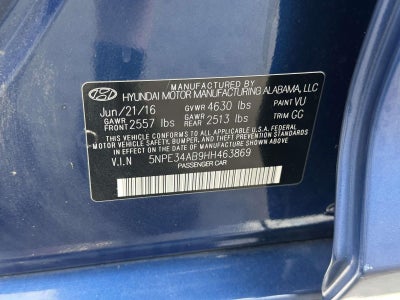 MANUFACTURED BY
HYUNDAI MOTOR MANUFACTURING ALABAMA, LLC
Jun/21/16 GVWR 4630 lbs PAINT VU
GAWR FRONT 2557 lbs GAWR REAR 2513 lbs TRIM GG
THIS VEHICLE CONFORMS TO ALL APPLICABLE U.S. FEDERAL
MOTOR VEHICLE SAFETY, BUMPER, AND THEFT PREVENTION STANDARDS
IN EFFECT ON THE DATE OF MANUFACTURE SHOWN ABOVE.
V.I.N 5NPE34AB9HH463869
PASSENGER CAR